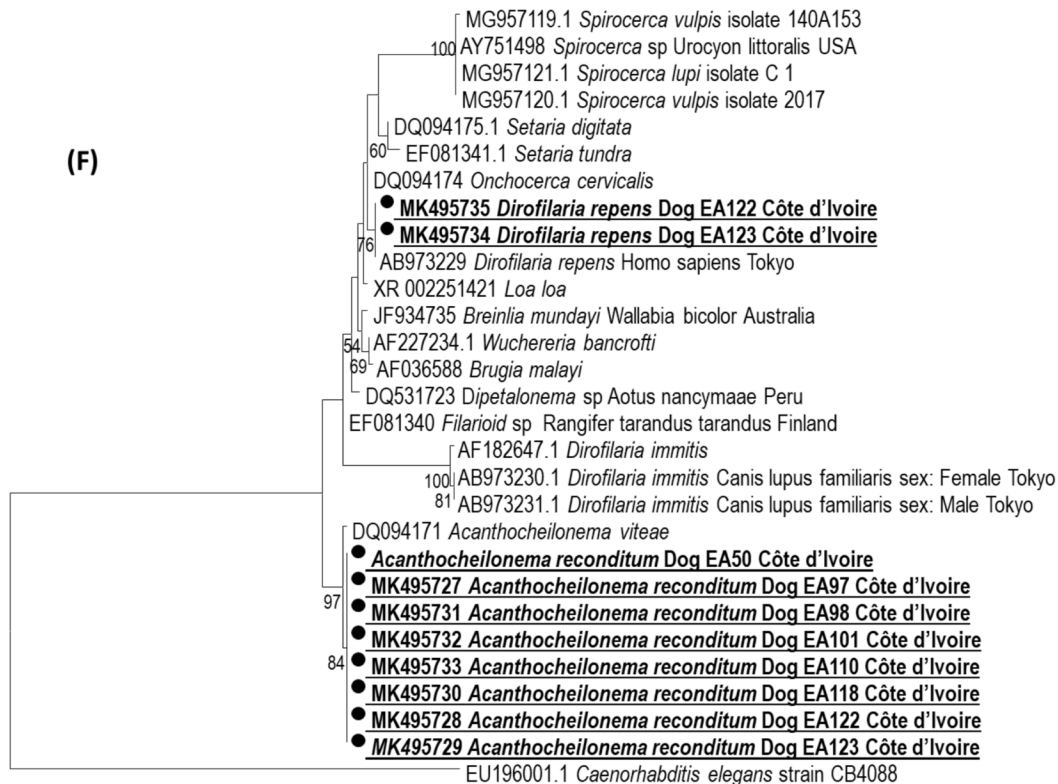 MG957119.1 Spirocerca vulpis isolate 140A153
100
AY751498 Spirocerca sp Urocyon littoralis USA
MG957121.1 Spirocerca lupi isolate C 1
MG957120.1 Spirocerca vulpis isolate 2017
DQ094175.1 Setaria digitata
60
EF081341.1 Setaria tundra
(F)
DQ094174 Onchocerca cervicalis
MK495735 Dirofilaria repens Dog EA122 Côte d’Ivoire
MK495734 Dirofilaria repens Dog EA123 Côte d’Ivoire
76
AB973229 Dirofilaria repens Homo sapiens Tokyo
XR 002251421 Loa loa
JF934735 Breinlia mundayi Wallabia bicolor Australia
54
AF227234.1 Wuchereria bancrofti
69
AF036588 Brugia malayi
DQ531723 Dipetalonema sp Aotus nancymaae Peru
EF081340 Filarioid sp Rangifer tarandus tarandus Finland
AF182647.1 Dirofilaria immitis
100
AB973230.1 Dirofilaria immitis Canis lupus familiaris sex: Female Tokyo
81
AB973231.1 Dirofilaria immitis Canis lupus familiaris sex: Male Tokyo
DQ094171 Acanthocheilonema viteae
Acanthocheilonema reconditum Dog EA50 Côte d’Ivoire
MK495727 Acanthocheilonema reconditum Dog EA97 Côte d’Ivoire
97
MK495731 Acanthocheilonema reconditum Dog EA98 Côte d’Ivoire
MK495732 Acanthocheilonema reconditum Dog EA101 Côte d’Ivoire
84
MK495733 Acanthocheilonema reconditum Dog EA110 Côte d’Ivoire
MK495730 Acanthocheilonema reconditum Dog EA118 Côte d’Ivoire
MK495728 Acanthocheilonema reconditum Dog EA122 Côte d’Ivoire
MK495729 Acanthocheilonema reconditum Dog EA123 Côte d’Ivoire
EU196001.1 Caenorhabditis elegans strain CB4088